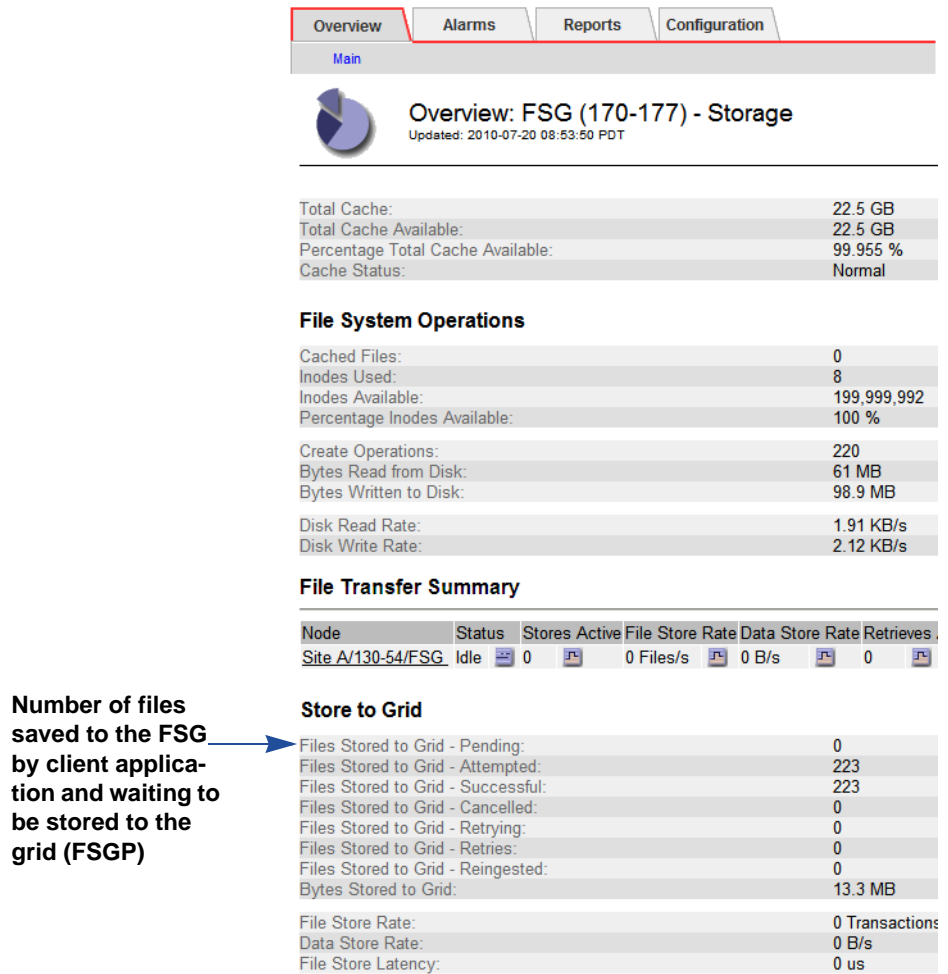 Overview Alarms Reports Configuration
Main
Overview: FSG (170-177) - Storage
Updated: 2010-07-20 08:53:50 PDT
Total Cache: 22.5 GB
Total Cache Available: 22.5 GB
Percentage Total Cache Available: 99.955 %
Cache Status: Normal
File System Operations
Cached Files: 0
Inodes Used: 8
Inodes Available: 199,999,992
Percentage Inodes Available: 100 %
Create Operations: 220
Bytes Read from Disk: 61 MB
Bytes Written to Disk: 98.9 MB
Disk Read Rate: 1.91 KB/s
Disk Write Rate: 2.12 KB/s
File Transfer Summary
Node Status Stores Active File Store Rate Data Store Rate Retrieves
Site A/130-54/FSG Idle 0 0 Files/s 0 B/s 0
Number of files
saved to the FSG
by client applica-
tion and waiting to
be stored to the
grid (FSGP)
Store to Grid
Files Stored to Grid - Pending: 0
Files Stored to Grid - Attempted: 223
Files Stored to Grid - Successful: 223
Files Stored to Grid - Cancelled: 0
Files Stored to Grid - Retrying: 0
Files Stored to Grid - Retries: 0
Files Stored to Grid - Reingested: 0
Bytes Stored to Grid: 13.3 MB
File Store Rate: 0 Transactions
Data Store Rate: 0 B/s
File Store Latency: 0 us